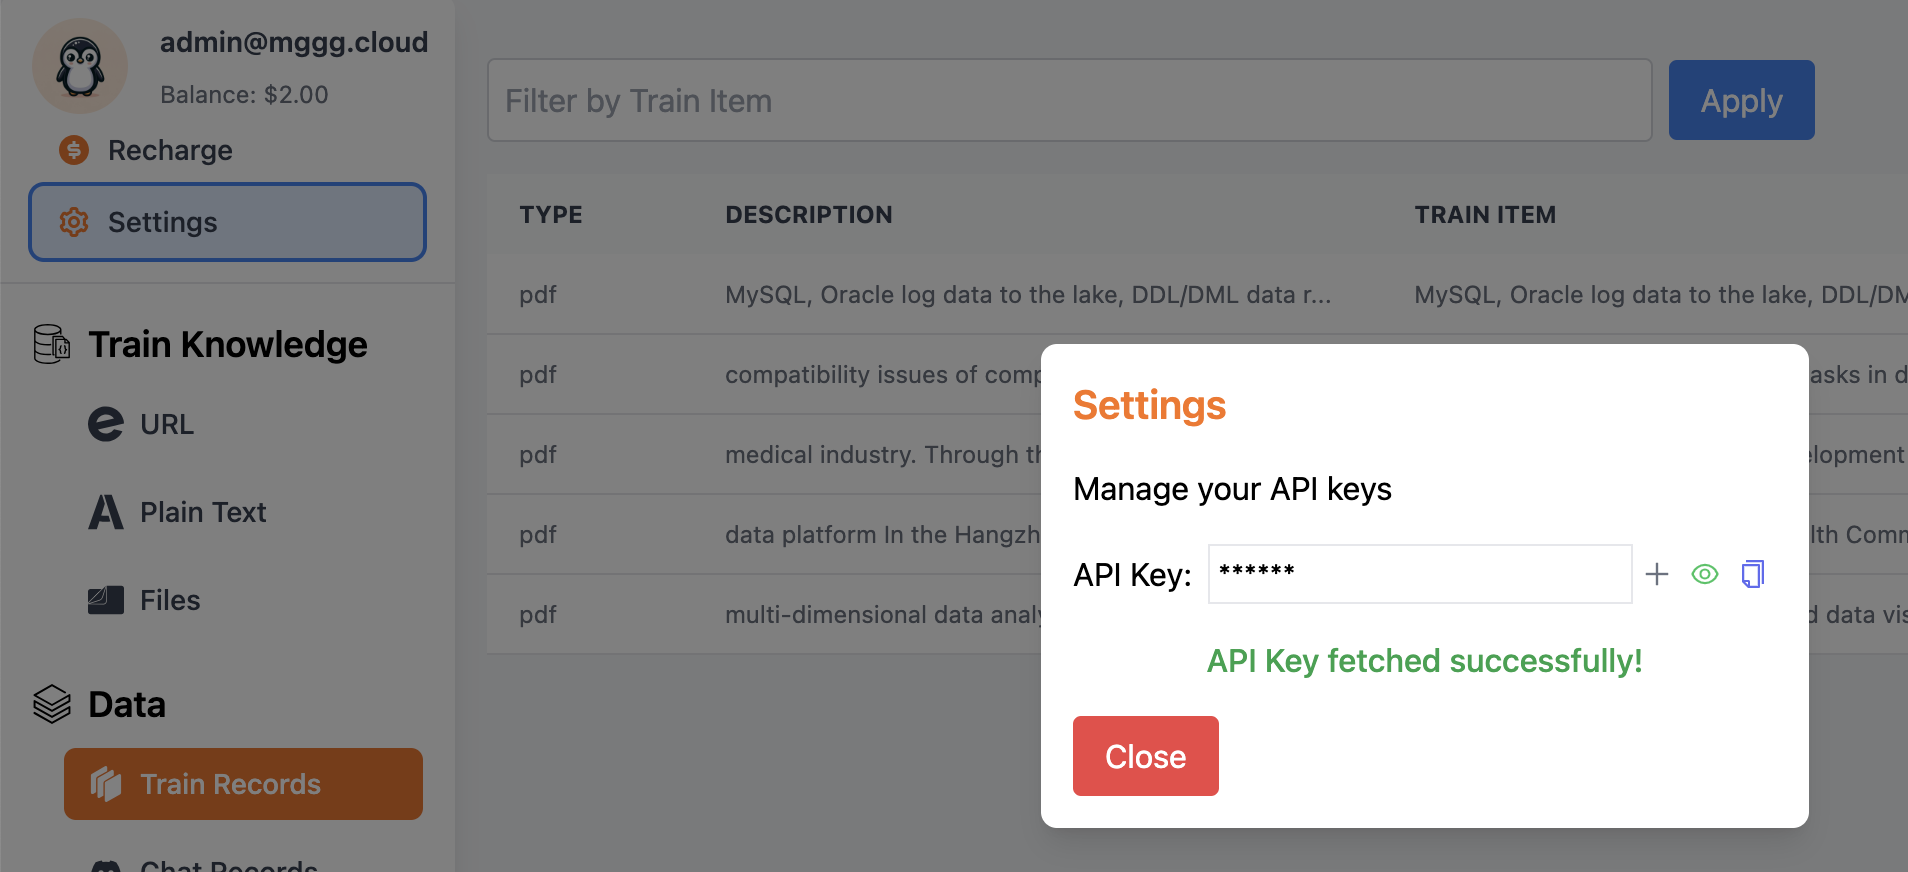 admin@mggg.cloud
Balance: $2.00
Recharge
Settings
Train Knowledge
URL
Plain Text
Files
Data
Train Records
Chat Records
Filter by Train Item
Apply
TYPE DESCRIPTION TRAIN ITEM
pdf MySQL, Oracle log data to the lake, DDL/DML data r... MySQL, Oracle log data to the lake, DDL/DM
pdf compatibility issues of comp asks in d
pdf medical industry. Through th elopment
pdf data platform In the Hangzh lth Comm
pdf multi-dimensional data analy d data vis
Settings
Manage your API keys
API Key: ******
API Key fetched successfully!
Close